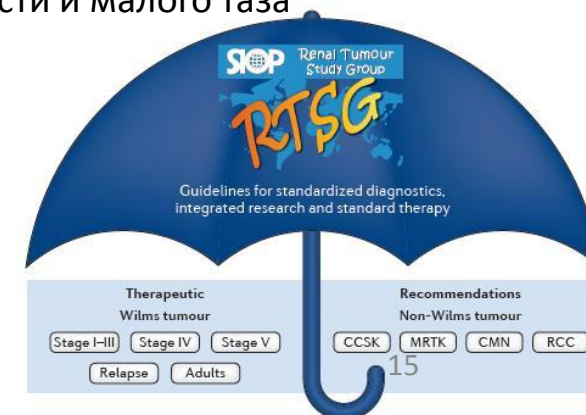 сти и малого таза
SIOP Renal Tumour
Study Group
RTSG
Guidelines for standardized diagnostics,
integrated research and standard therapy
Therapeutic
Wilms tumour
Stage I–III Stage IV Stage V
Relapse Adults
Recommendations
Non-Wilms tumour
CCSK MRTK CMN RCC
15